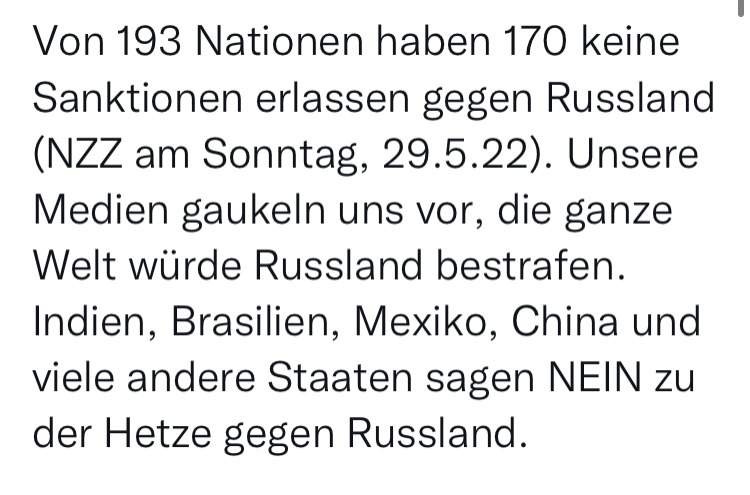 Von 193 Nationen haben 170 keine
Sanktionen erlassen gegen Russland
(NZZ am Sonntag, 29.5.22). Unsere
Medien gaukeln uns vor, die ganze
Welt würde Russland bestrafen.
Indien, Brasilien, Mexiko, China und
viele andere Staaten sagen NEIN zu
der Hetze gegen Russland.